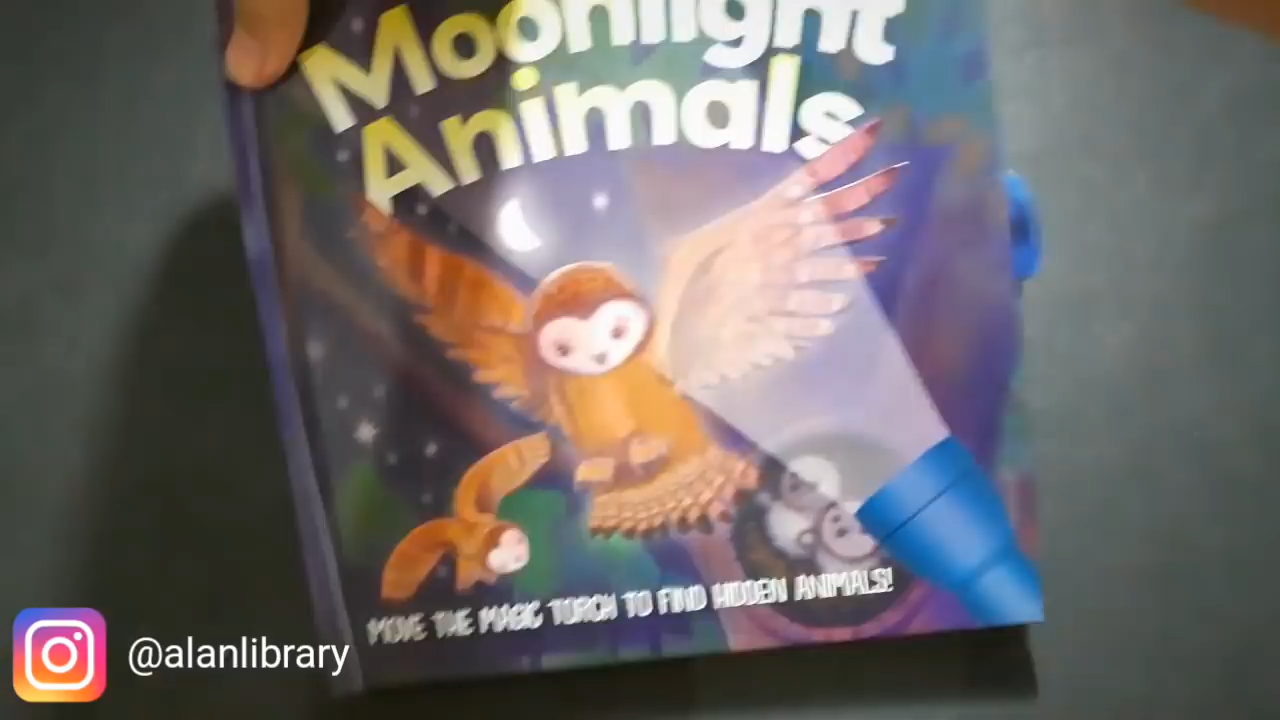 Moonlight
Animals
MOVE THE MAGIC TORCH TO FIND HIDDEN ANIMALS!
@alanlibrary